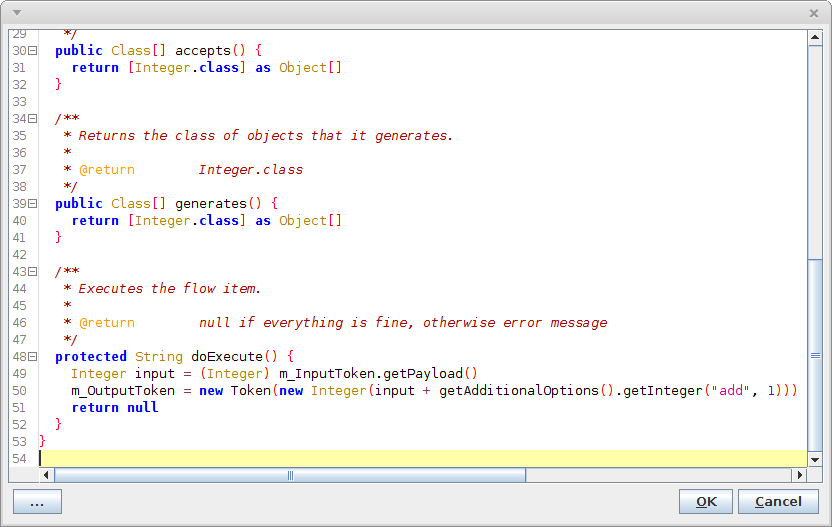 29 */
30 public Class[] accepts() {
31 return [Integer.class] as Object[]
32 }
33
34 /**
35 * Returns the class of objects that it generates.
36 *
37 * @return Integer.class
38 */
39 public Class[] generates() {
40 return [Integer.class] as Object[]
41 }
42
43 /**
44 * Executes the flow item.
45 *
46 * @return null if everything is fine, otherwise error message
47 */
48 protected String doExecute() {
49 Integer input = (Integer) m_InputToken.getPayload()
50 m_OutputToken = new Token(new Integer(input + getAdditionalOptions().getInteger("add", 1)))
51 return null
52 }
53 }
54
... OK Cancel